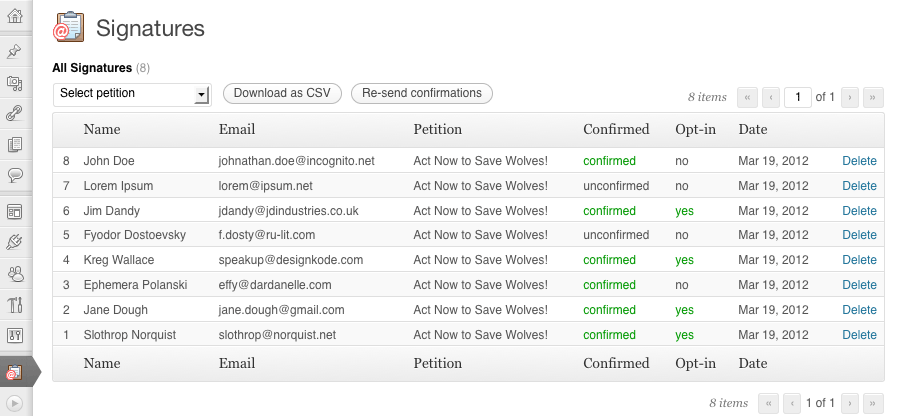 Signatures
All Signatures (8)
Select petition Download as CSV Re-send confirmations 8 items « ‹ 1 of 1 › »
Name Email Petition Confirmed Opt-in Date
8 John Doe johnathan.doe@incognito.net Act Now to Save Wolves! confirmed no Mar 19, 2012 Delete
7 Lorem Ipsum lorem@ipsum.net Act Now to Save Wolves! unconfirmed no Mar 19, 2012 Delete
6 Jim Dandy jdandy@jdindustries.co.uk Act Now to Save Wolves! confirmed yes Mar 19, 2012 Delete
5 Fyodor Dostoevsky f.dosty@ru-lit.com Act Now to Save Wolves! unconfirmed no Mar 19, 2012 Delete
4 Kreg Wallace speakup@designkode.com Act Now to Save Wolves! confirmed yes Mar 19, 2012 Delete
3 Ephemera Polanski effy@dardanelle.com Act Now to Save Wolves! confirmed no Mar 19, 2012 Delete
2 Jane Dough jane.dough@gmail.com Act Now to Save Wolves! confirmed yes Mar 19, 2012 Delete
1 Slothrop Norquist slothrop@norquist.net Act Now to Save Wolves! confirmed yes Mar 19, 2012 Delete
Name Email Petition Confirmed Opt-in Date
8 items « ‹ 1 of 1 › »